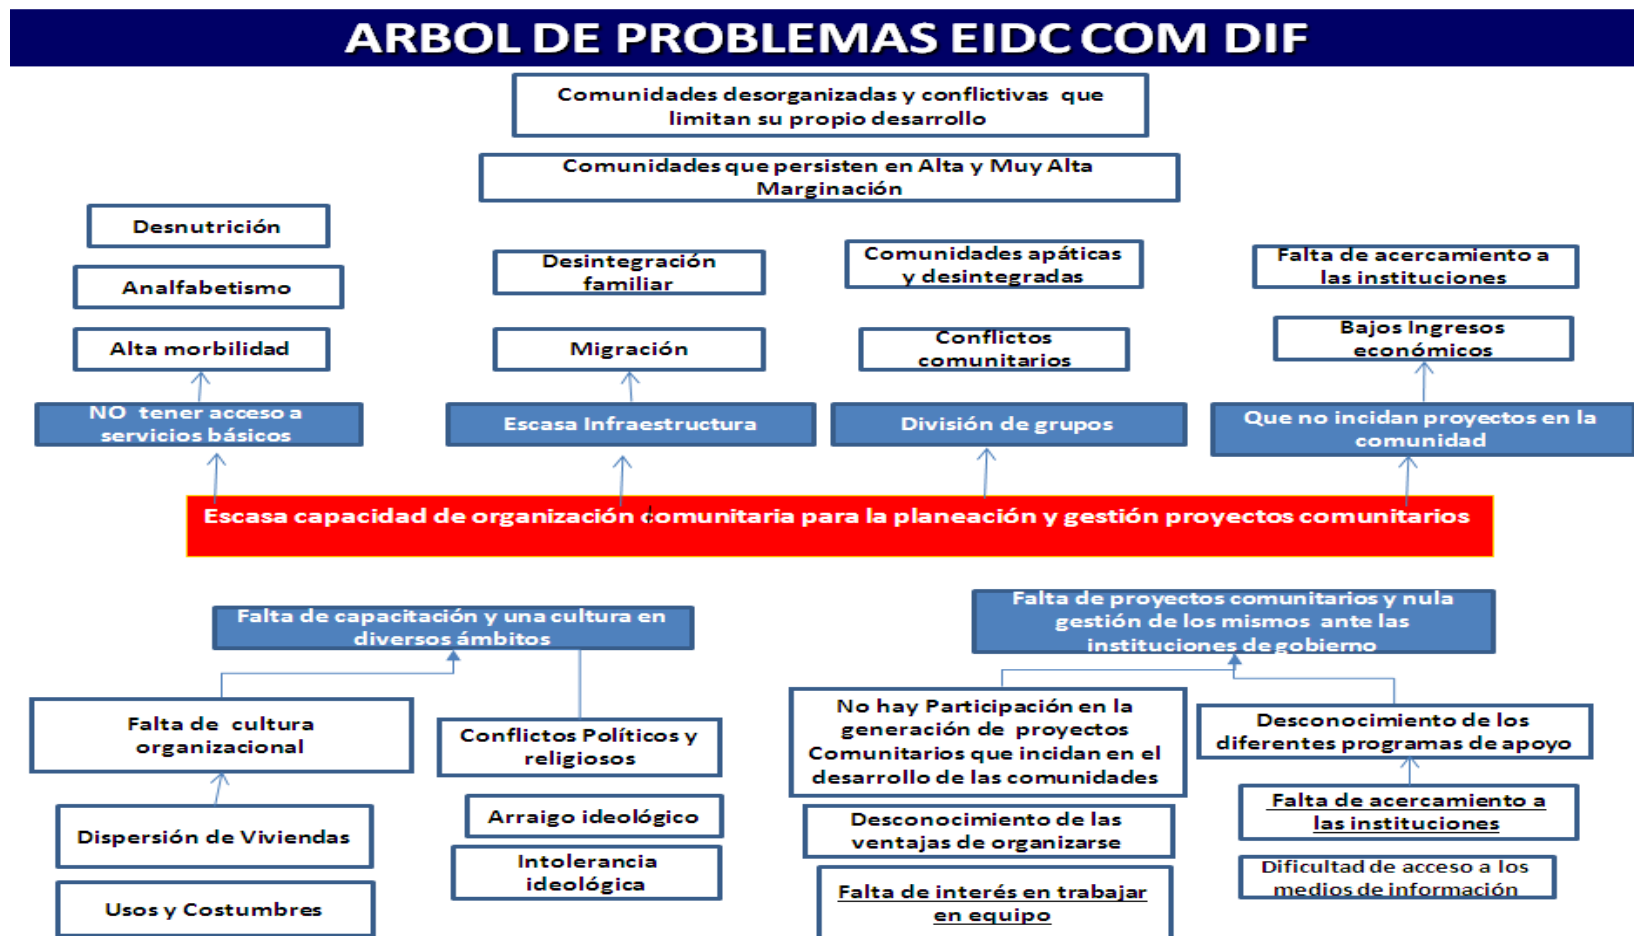 ARBOL DE PROBLEMAS EIDC COM DIF
Comunidades desorganizadas y conflictivas que
limitan su propio desarrollo
Comunidades que persisten en Alta y Muy Alta
Marginación
Desnutrición
Analfabetismo
Alta morbilidad
Desintegración
familiar
Migración
Comunidades apáticas
y desintegradas
Conflictos
comunitarios
Falta de acercamiento a
las instituciones
Bajos Ingresos
económicos
NO tener acceso a
servicios básicos
Escasa Infraestructura
División de grupos
Que no incidan proyectos en la
comunidad
Escasa capacidad de organización comunitaria para la planeación y gestión proyectos comunitarios
Falta de capacitación y una cultura en
diversos ámbitos
Falta de proyectos comunitarios y nula
gestión de los mismos ante las
instituciones de gobierno
Falta de cultura
organizacional
Dispersión de Viviendas
Usos y Costumbres
Conflictos Políticos y
religiosos
Arraigo ideológico
Intolerancia
ideológica
No hay Participación en la
generación de proyectos
Comunitarios que incidan en el
desarrollo de las comunidades
Desconocimiento de las
ventajas de organizarse
Falta de interés en trabajar
en equipo
Desconocimiento de los
diferentes programas de apoyo
Falta de acercamiento a
las instituciones
Dificultad de acceso a los
medios de información